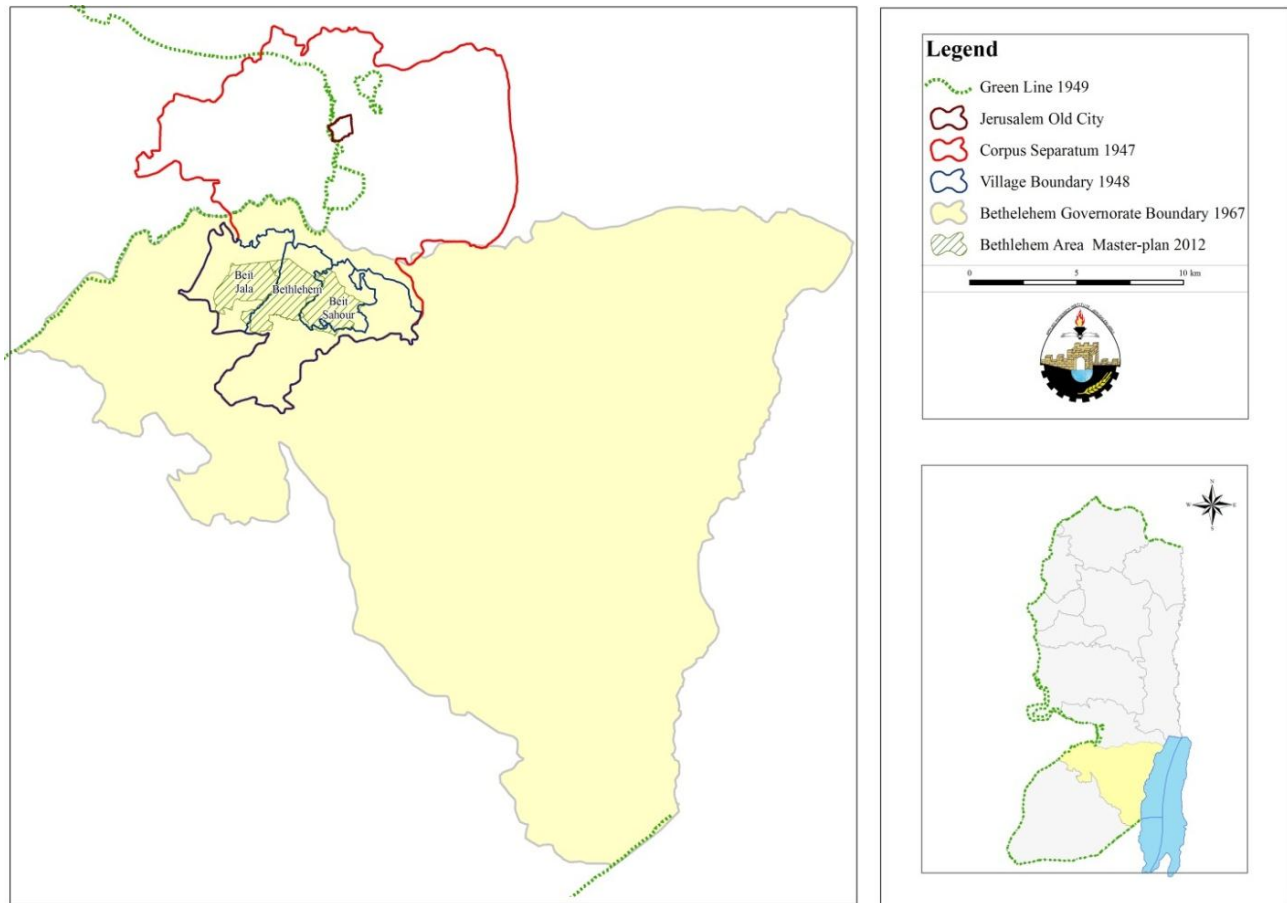 Beit
Jala
Bethlehem
Beit
Sahour
Legend
Green Line 1949
Jerusalem Old City
Corpus Separatum 1947
Village Boundary 1948
Bethelehem Governorate Boundary 1967
Bethlehem Area Master-plan 2012
0 5 10 km
N
W E
S